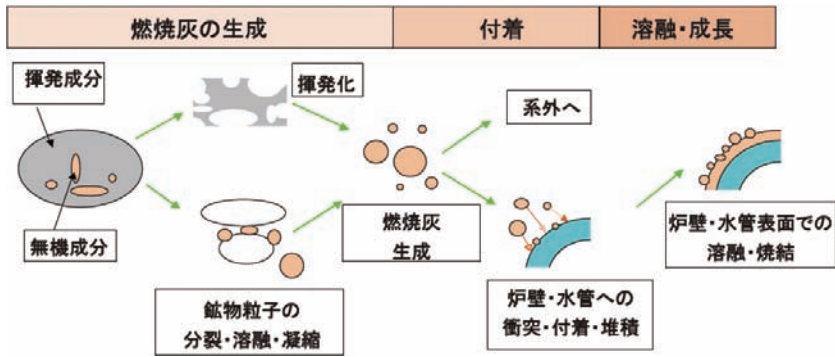 燃焼灰の生成
付着
溶融・成長
揮発成分
揮発化
系外へ
無機成分
燃焼灰
生成
炉壁・水管表面での
溶融・焼結
鉱物粒子の
分裂・溶融・凝縮
炉壁・水管への
衝突・付着・堆積